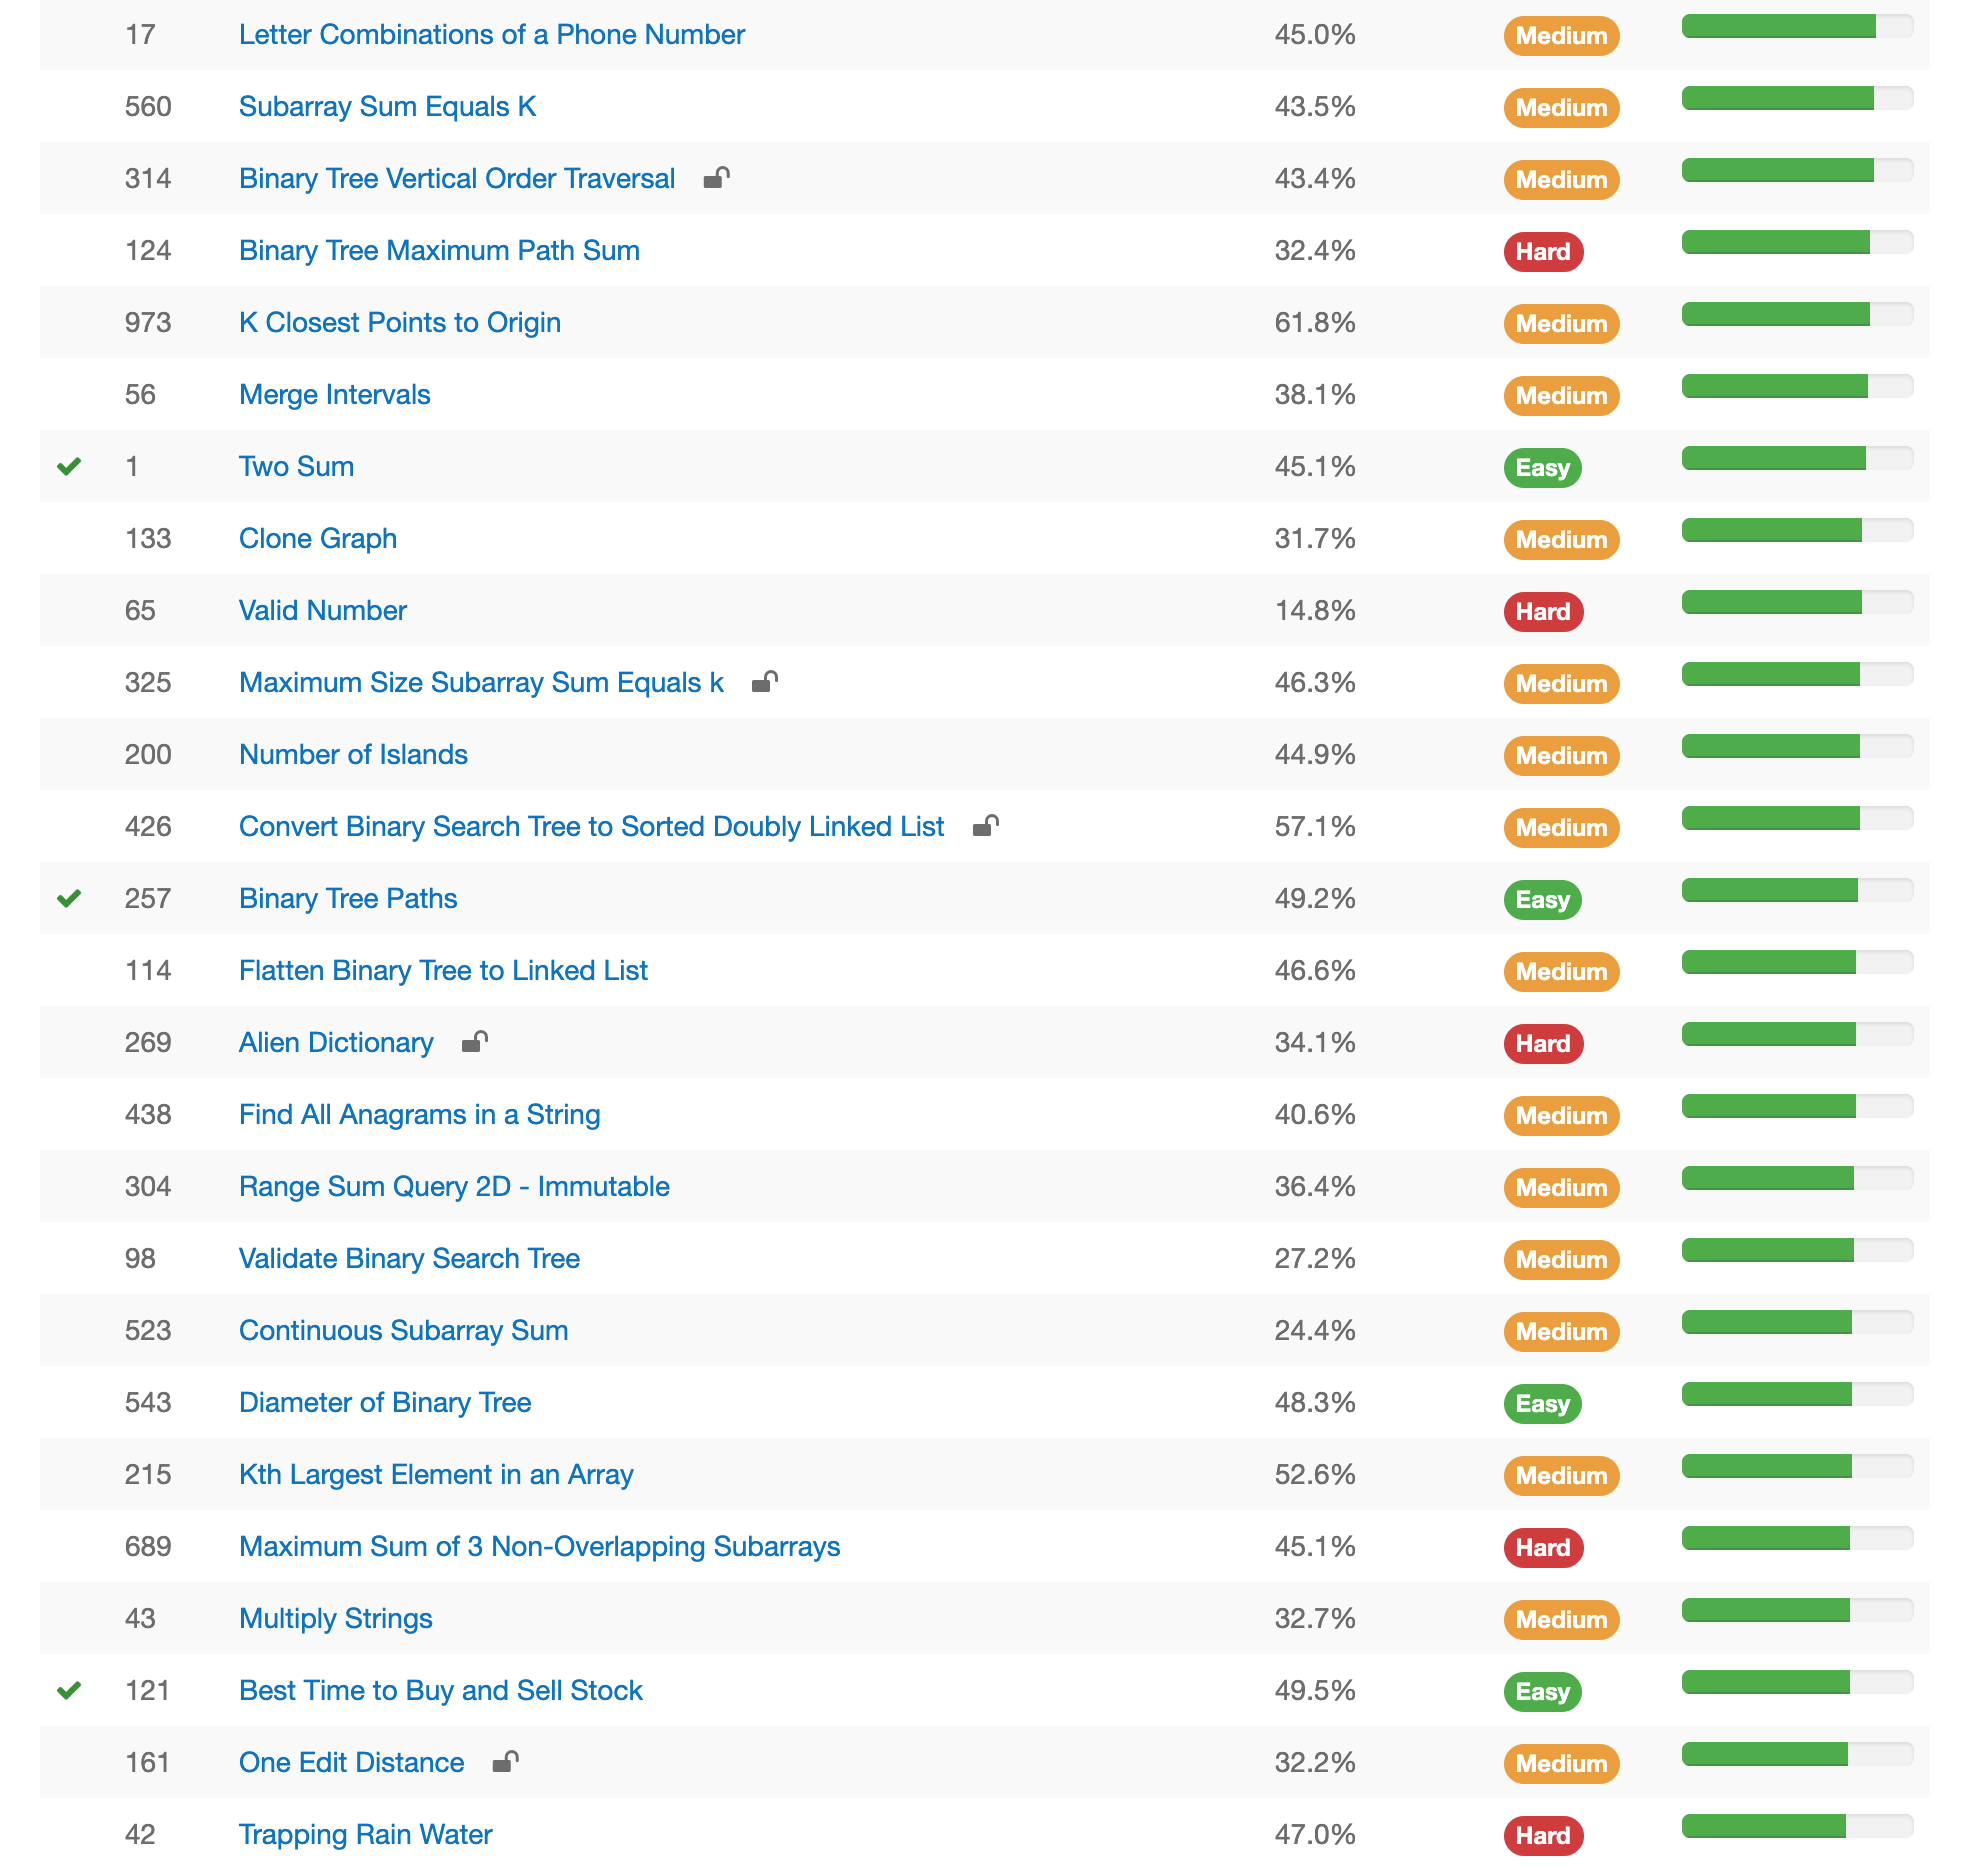 17 Letter Combinations of a Phone Number 45.0% Medium
560 Subarray Sum Equals K 43.5% Medium
314 Binary Tree Vertical Order Traversal 43.4% Medium
124 Binary Tree Maximum Path Sum 32.4% Hard
973 K Closest Points to Origin 61.8% Medium
56 Merge Intervals 38.1% Medium
1 Two Sum 45.1% Easy
133 Clone Graph 31.7% Medium
65 Valid Number 14.8% Hard
325 Maximum Size Subarray Sum Equals k 46.3% Medium
200 Number of Islands 44.9% Medium
426 Convert Binary Search Tree to Sorted Doubly Linked List 57.1% Medium
257 Binary Tree Paths 49.2% Easy
114 Flatten Binary Tree to Linked List 46.6% Medium
269 Alien Dictionary 34.1% Hard
438 Find All Anagrams in a String 40.6% Medium
304 Range Sum Query 2D - Immutable 36.4% Medium
98 Validate Binary Search Tree 27.2% Medium
523 Continuous Subarray Sum 24.4% Medium
543 Diameter of Binary Tree 48.3% Easy
215 Kth Largest Element in an Array 52.6% Medium
689 Maximum Sum of 3 Non-Overlapping Subarrays 45.1% Hard
43 Multiply Strings 32.7% Medium
121 Best Time to Buy and Sell Stock 49.5% Easy
161 One Edit Distance 32.2% Medium
42 Trapping Rain Water 47.0% Hard